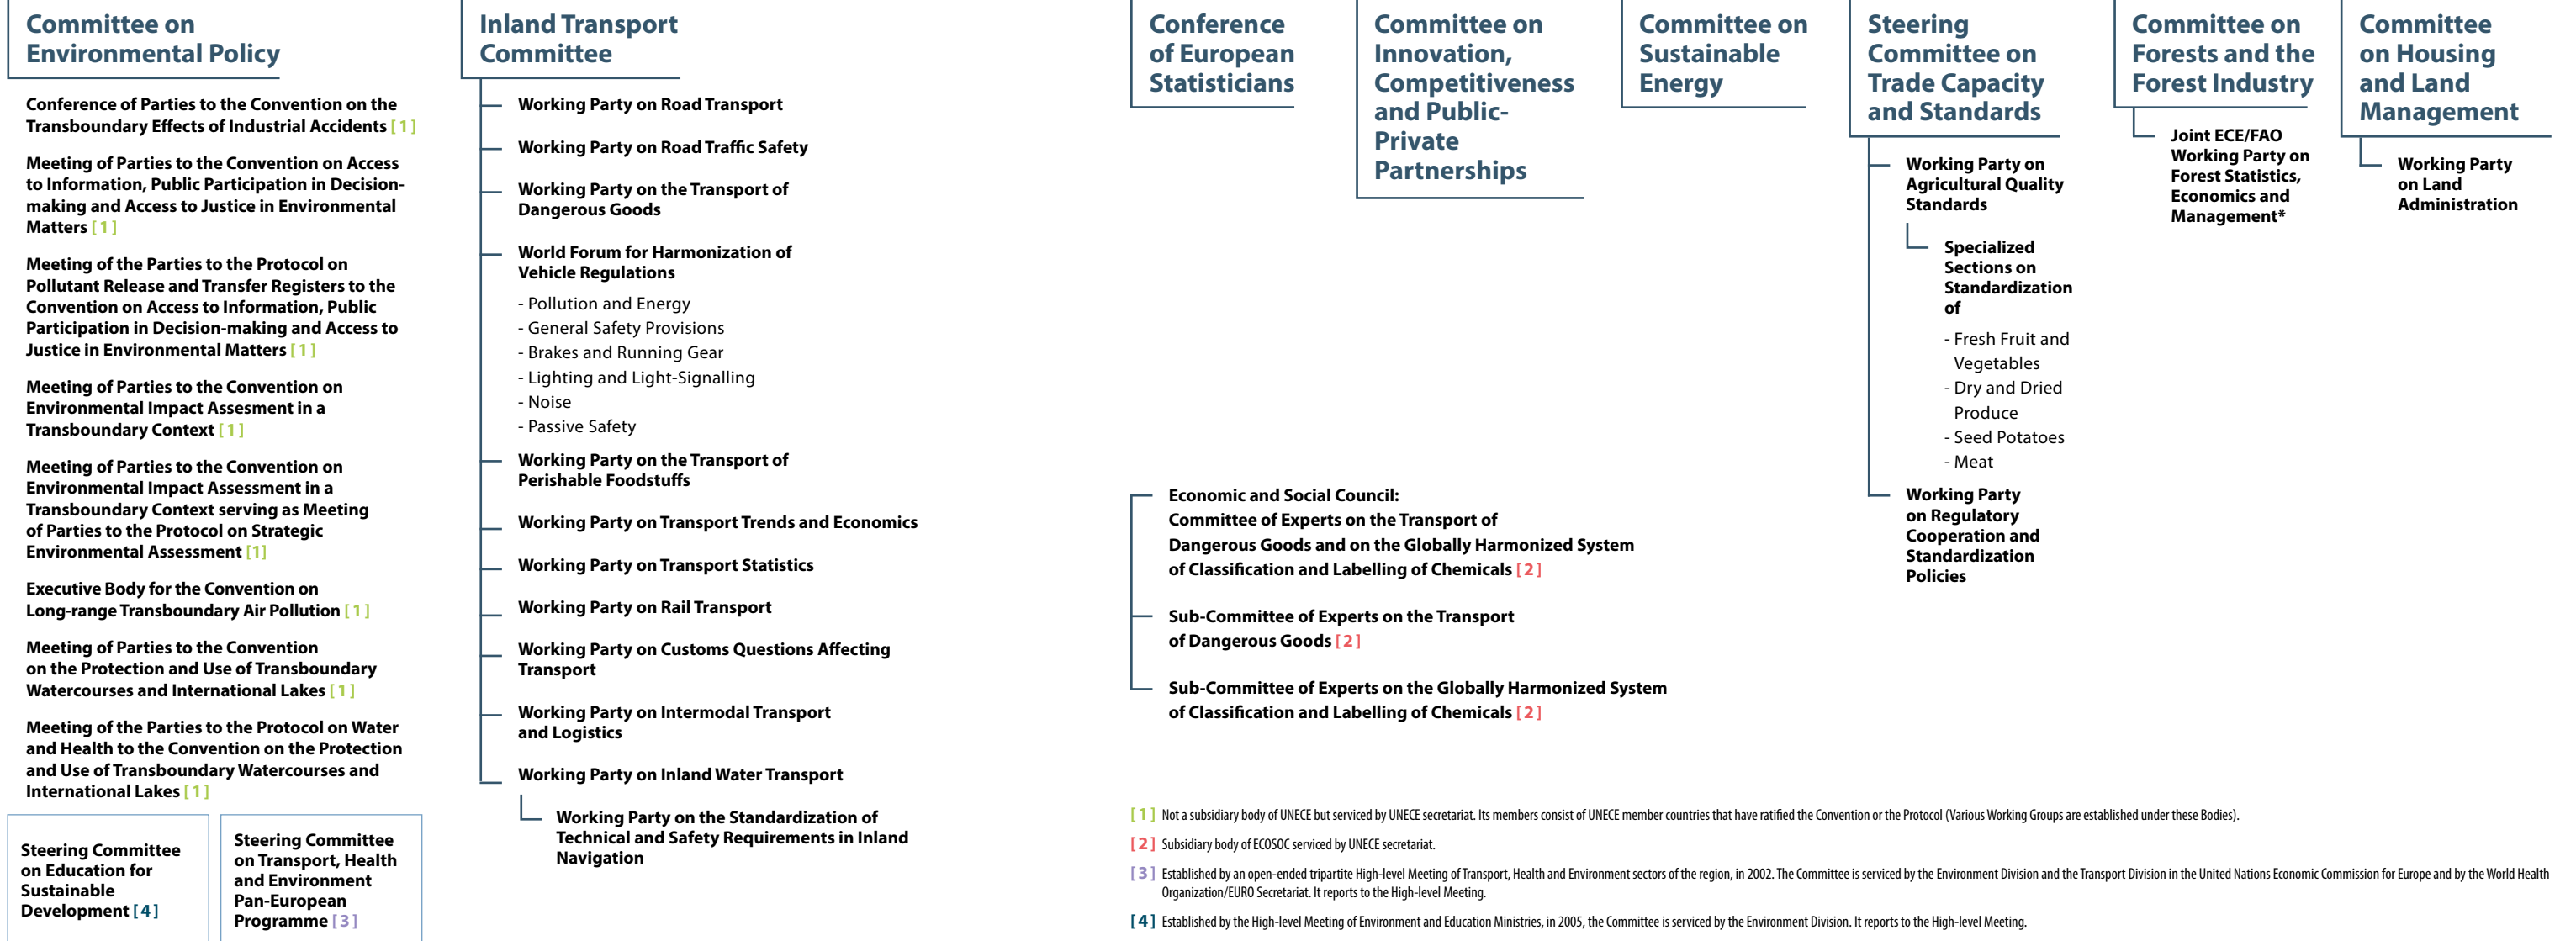 Committee on
Environmental Policy
Conference of Parties to the Convention on the
Transboundary Effects of Industrial Accidents [1]
Meeting of Parties to the Convention on Access
to Information, Public Participation in Decision-
making and Access to Justice in Environmental
Matters [1]
Meeting of the Parties to the Protocol on
Pollutant Release and Transfer Registers to the
Convention on Access to Information, Public
Participation in Decision-making and Access to
Justice in Environmental Matters [1]
Meeting of Parties to the Convention on
Environmental Impact Assesment in a
Transboundary Context [1]
Meeting of Parties to the Convention on
Environmental Impact Assessment in a
Transboundary Context serving as Meeting
of Parties to the Protocol on Strategic
Environmental Assessment [1]
Executive Body for the Convention on
Long-range Transboundary Air Pollution [1]
Meeting of Parties to the Convention
on the Protection and Use of Transboundary
Watercourses and International Lakes [1]
Meeting of the Parties to the Protocol on Water
and Health to the Convention on the Protection
and Use of Transboundary Watercourses and
International Lakes [1]
Steering Committee
on Education for
Sustainable
Development [4]
Steering Committee
on Transport, Health
and Environment
Pan-European
Programme [3]
Inland Transport
Committee
Working Party on Road Transport
Working Party on Road Traffic Safety
Working Party on the Transport of
Dangerous Goods
World Forum for Harmonization of
Vehicle Regulations
- Pollution and Energy
- General Safety Provisions
- Brakes and Running Gear
- Lighting and Light-Signalling
- Noise
- Passive Safety
Working Party on the Transport of
Perishable Foodstuffs
Working Party on Transport Trends and Economics
Working Party on Transport Statistics
Working Party on Rail Transport
Working Party on Customs Questions Affecting
Transport
Working Party on Intermodal Transport
and Logistics
Working Party on Inland Water Transport
Working Party on the Standardization of
Technical and Safety Requirements in Inland
Navigation
Conference
of European
Statisticians
Committee on
Innovation,
Competitiveness
and Public-
Private
Partnerships
Committee on
Sustainable
Energy
Steering
Committee on
Trade Capacity
and Standards
Working Party on
Agricultural Quality
Standards
Specialized
Sections on
Standardization
of
- Fresh Fruit and
Vegetables
- Dry and Dried
Produce
- Seed Potatoes
- Meat
Working Party
on Regulatory
Cooperation and
Standardization
Policies
Committee on
Forests and the
Forest Industry
Joint ECE/FAO
Working Party on
Forest Statistics,
Economics and
Management*
Committee
on Housing
and Land
Management
Working Party
on Land
Administration
Economic and Social Council:
Committee of Experts on the Transport of
Dangerous Goods and on the Globally Harmonized System
of Classification and Labelling of Chemicals [2]
Sub-Committee of Experts on the Transport
of Dangerous Goods [2]
Sub-Committee of Experts on the Globally Harmonized System
of Classification and Labelling of Chemicals [2]
[1] Not a subsidiary body of UNECE but serviced by UNECE secretariat. Its members consist of UNECE member countries that have ratified the Convention or the Protocol (Various Working Groups are established under these Bodies).
[2] Subsidiary body of ECOSOC serviced by UNECE secretariat.
[3] Established by an open-ended tripartite High-level Meeting of Transport, Health and Environment sectors of the region, in 2002. The Committee is serviced by the Environment Division and the Transport Division in the United Nations Economic Commission for Europe and by the World Health
Organization/EURO Secretariat. It reports to the High-level Meeting.
[4] Established by the High-level Meeting of Environment and Education Ministries, in 2005, the Committee is serviced by the Environment Division. It reports to the High-level Meeting.